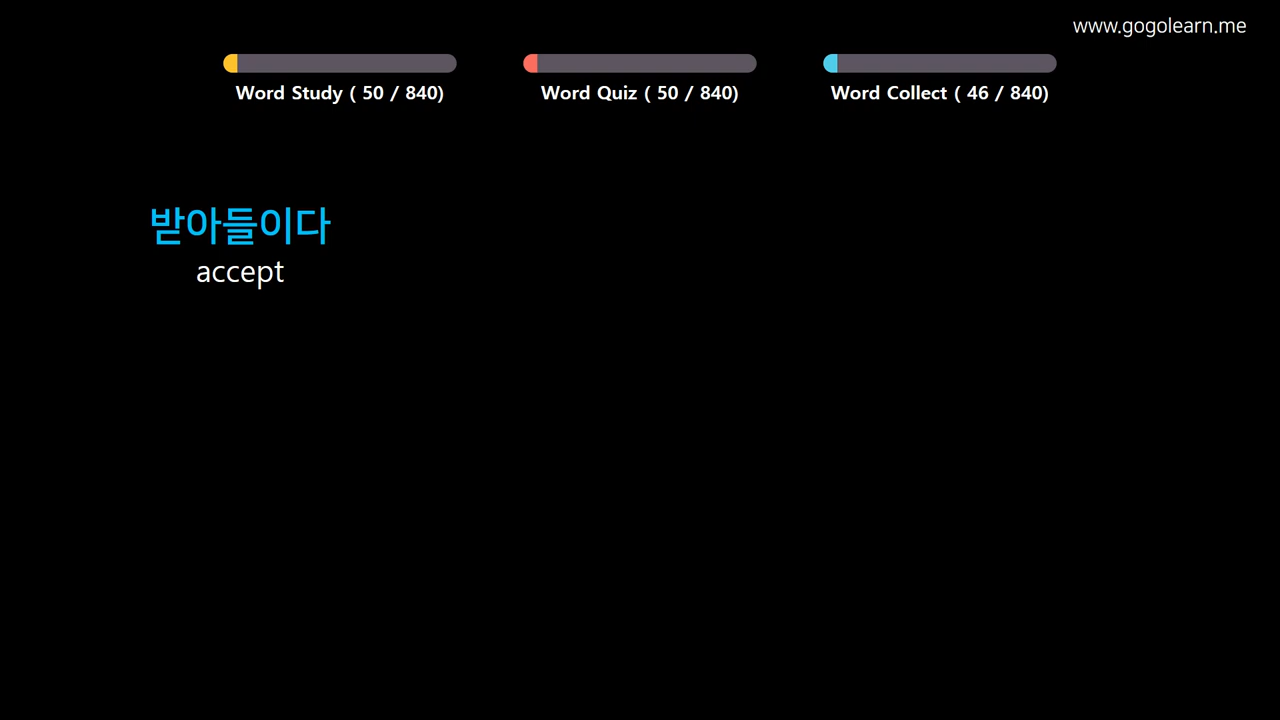 www.gogolearn.me
Word Study ( 50 / 840)
Word Quiz ( 50 / 840)
Word Collect ( 46 / 840)
받아들이다
accept